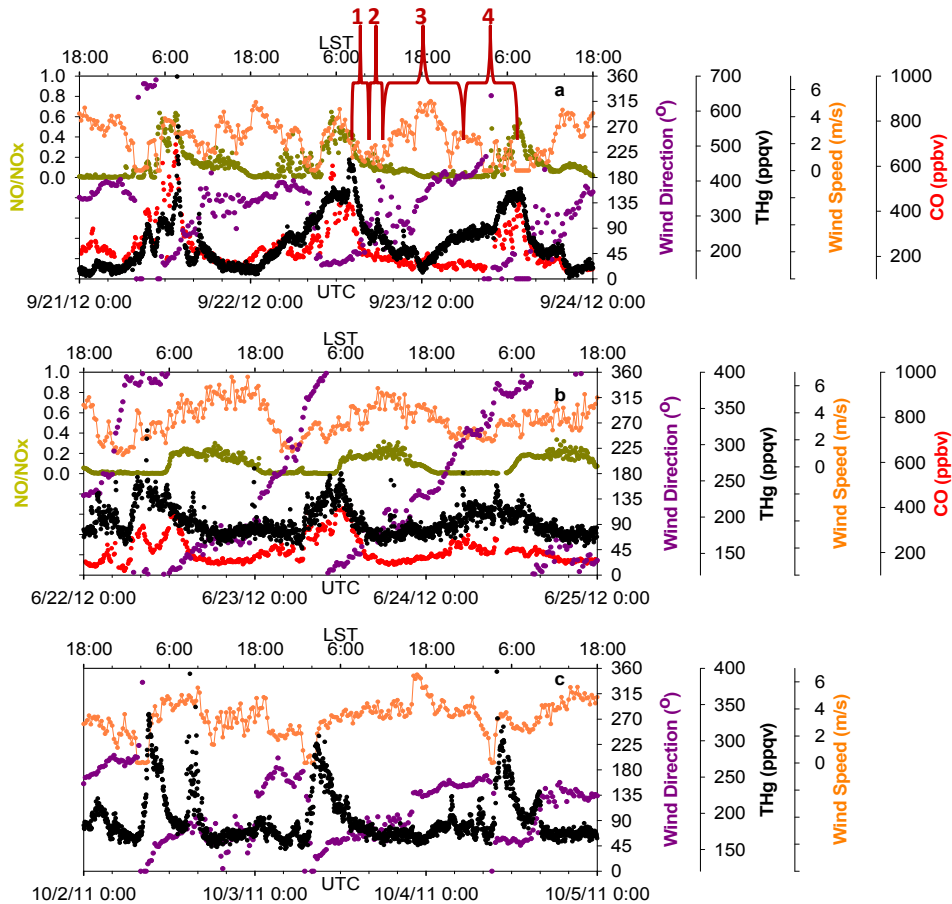 1 2 3 4
LST
18:00 6:00 18:00 6:00 18:00 6:00 18:00
a
NO/NOx
1.0
0.8
0.6
0.4
0.2
0.0
Wind Direction (O)
360
315
270
225
180
135
90
45
0
THg (ppqv)
700
600
500
400
300
200
Wind Speed (m/s)
6
4
2
0
CO (ppbv)
1000
800
600
400
200
UTC
9/21/12 0:00 9/22/12 0:00 9/23/12 0:00 9/24/12 0:00
LST
18:00 6:00 18:00 6:00 18:00 6:00 18:00
b
NO/NOx
1.0
0.8
0.6
0.4
0.2
0.0
Wind Direction (O)
360
315
270
225
180
135
90
45
0
THg (ppqv)
400
350
300
250
200
150
Wind Speed (m/s)
6
4
2
0
CO (ppbv)
1000
800
600
400
200
UTC
6/22/12 0:00 6/23/12 0:00 6/24/12 0:00 6/25/12 0:00
LST
18:00 6:00 18:00 6:00 18:00 6:00 18:00
c
Wind Direction (O)
360
315
270
225
180
135
90
45
0
THg (ppqv)
400
350
300
250
200
150
Wind Speed (m/s)
6
4
2
0
UTC
10/2/11 0:00 10/3/11 0:00 10/4/11 0:00 10/5/11 0:00